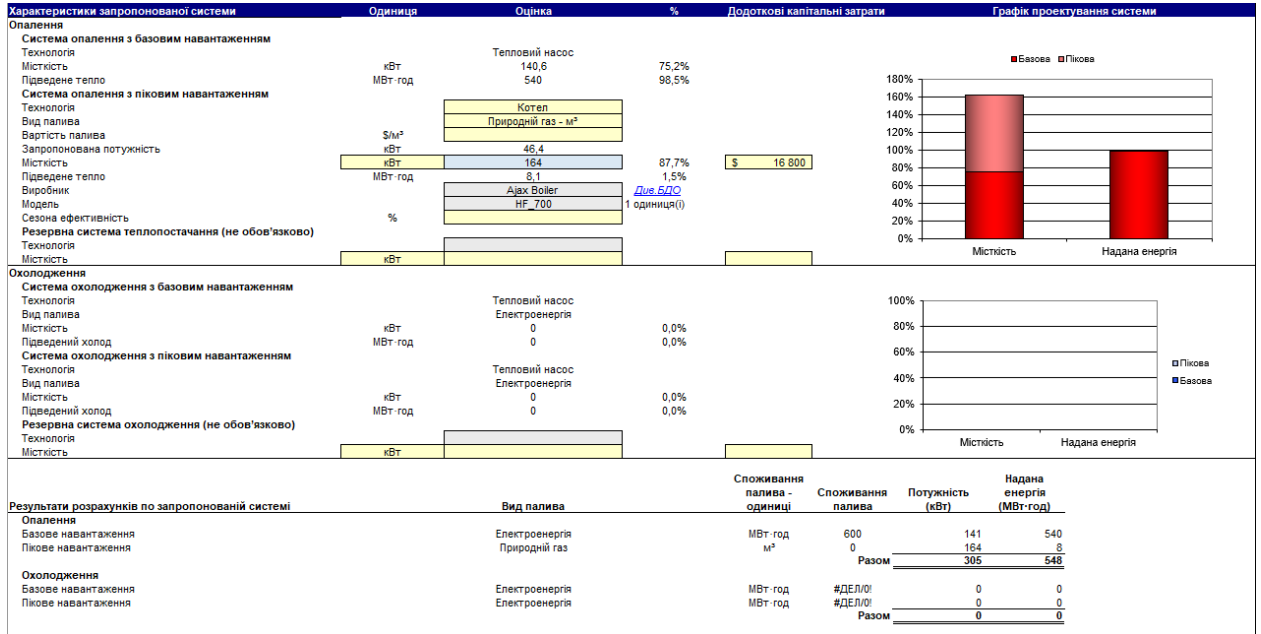 Характеристики запропонованої системи Одиниця Оцінка % Додоткові капітальні затрати Графік проектування системи
Опалення
Система опалення з базовим навантаженням
Технологія Тепловий насос
Місткість кВт 140,6 75,2%
Підведене тепло МВт·год 540 98,5%
Система опалення з піковим навантаженням
Технологія Котел
Вид палива Природній газ - м³
Вартість палива $/м³
Запропонована потужність кВт 46,4
Місткість кВт 164 87,7% $ 16 800
Підведене тепло МВт·год 8,1 1,5%
Виробник Ajax Boiler Див.БДО
Модель HF_700 1 одиниця(і)
Сезона ефективність %
Резервна система теплопостачання (не обов'язково)
Технологія
Місткість кВт
Базова Пікова
180%
160%
140%
120%
100%
80%
60%
40%
20%
0%
Місткість Надана енергія
Охолодження
Система охолодження з базовим навантаженням
Технологія Тепловий насос
Вид палива Електроенергія
Місткість кВт 0 0,0%
Підведений холод МВт·год 0 0,0%
Система охолодження з піковим навантаженням
Технологія Тепловий насос
Вид палива Електроенергія
Місткість кВт 0 0,0%
Підведений холод МВт·год 0 0,0%
Резервна система охолодження (не обов'язково)
Технологія
Місткість кВт
100%
80%
60%
40%
20%
0%
Пікова
Базова
Місткість Надана енергія
Споживання Надана
палива - Споживання Потужність енергія
Результати розрахунків по запропонованій системі Вид палива одиниці палива (кВт) (МВт·год)
Опалення
Базове навантаження Електроенергія МВт·год 600 141 540
Пікове навантаження Природній газ м³ 0 164 8
Разом 305 548
Охолодження
Базове навантаження Електроенергія МВт·год #ДЕЛ/0! 0 0
Пікове навантаження Електроенергія МВт·год #ДЕЛ/0! 0 0
Разом 0 0